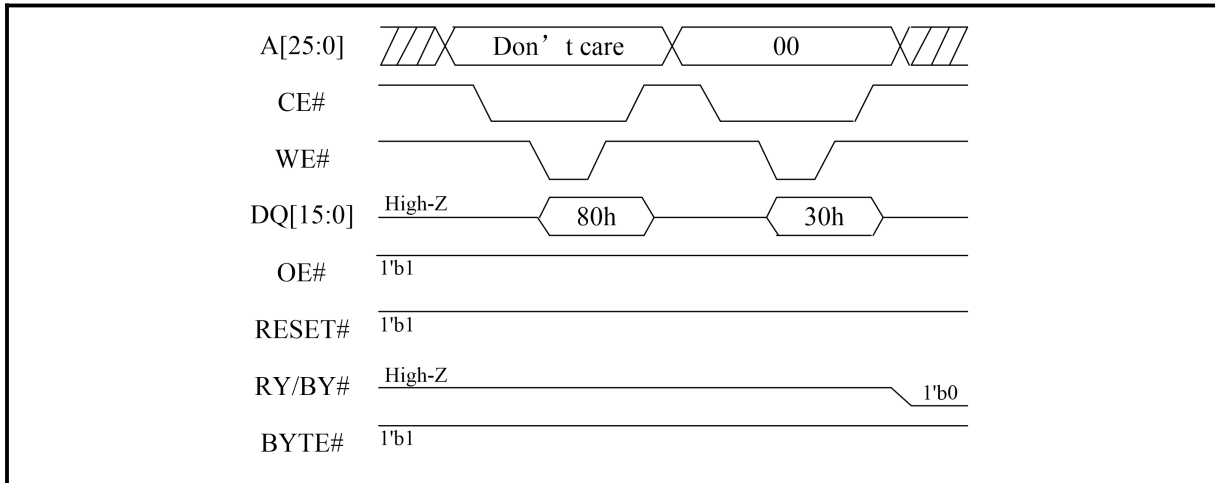 A[25:0] Don’t care 00
CE#
WE#
DQ[15:0] High-Z 80h 30h
OE# 1'b1
RESET# 1'b1
RY/BY# High-Z 1'b0
BYTE# 1'b1